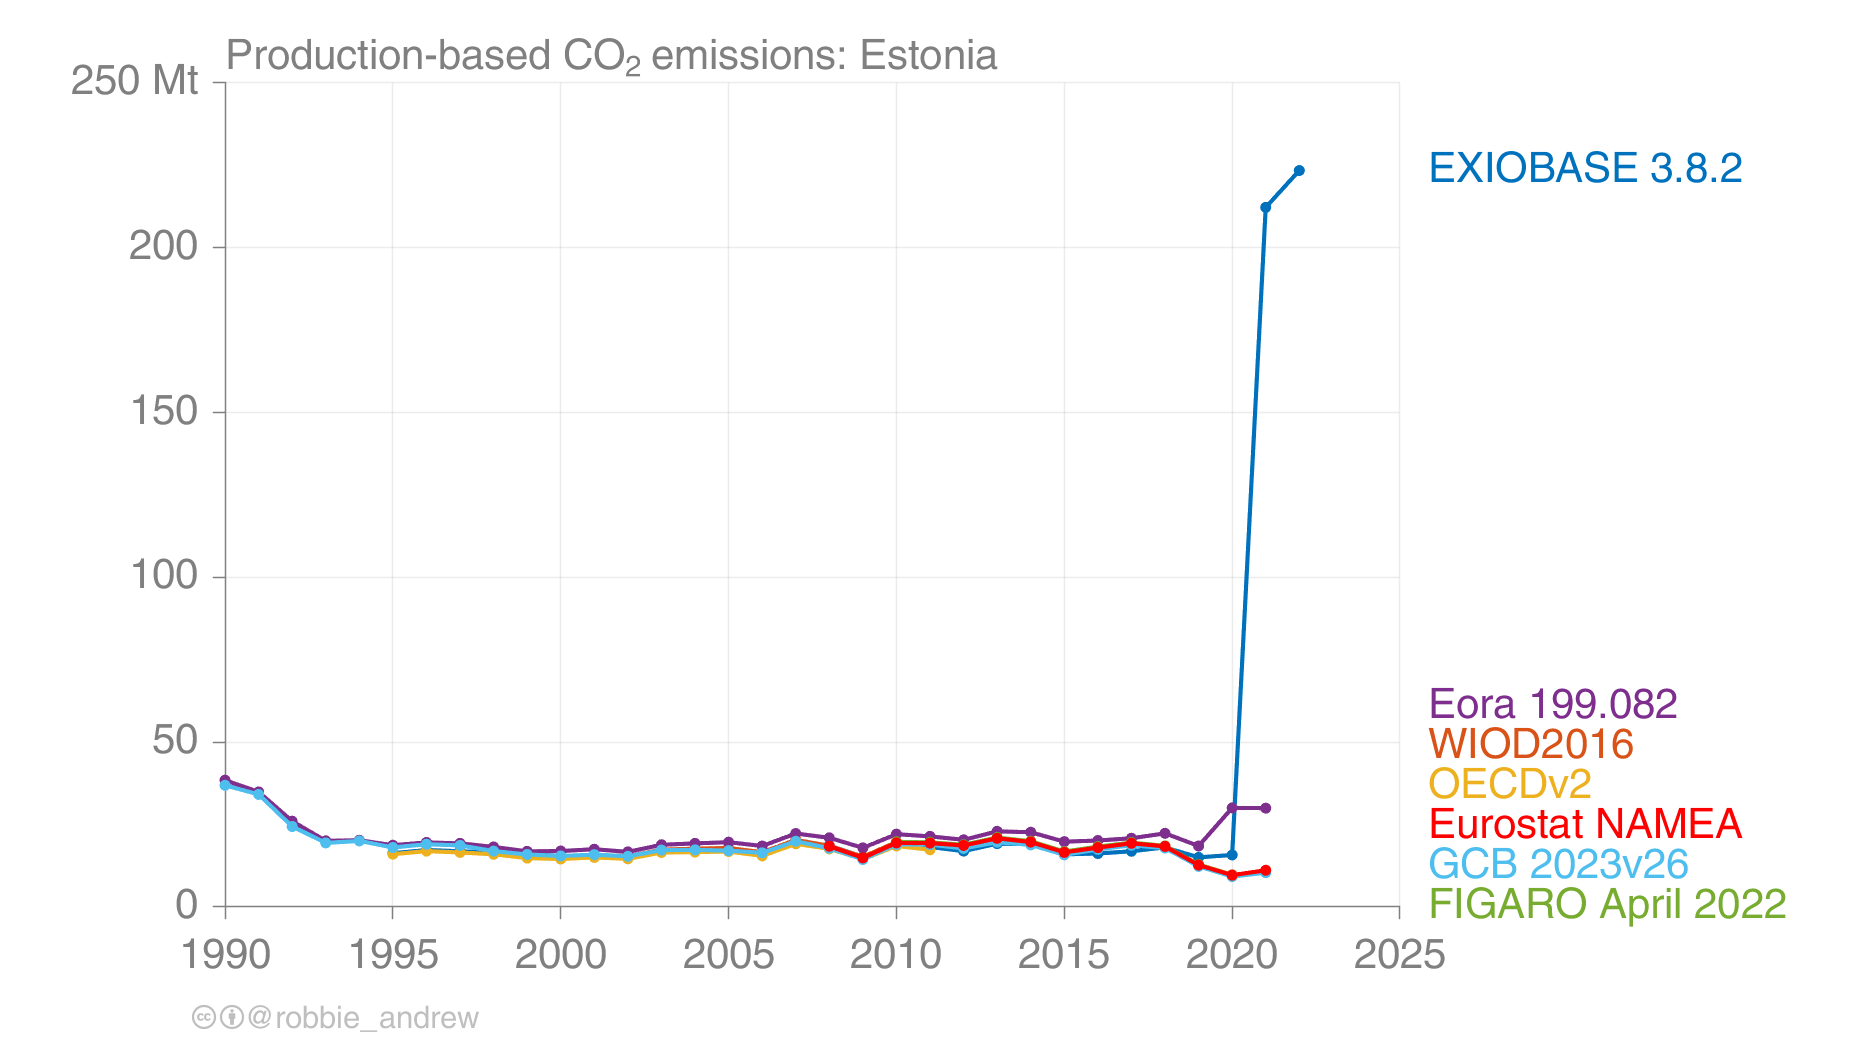 Production-based CO₂ emissions: Estonia
250 Mt
200
150
100
50
0
1990 1995 2000 2005 2010 2015 2020 2025
EXIOBASE 3.8.2
Eora 199.082
WIOD2016
OECDv2
Eurostat NAMEA
GCB 2023v26
FIGARO April 2022
cc @robbie_andrew